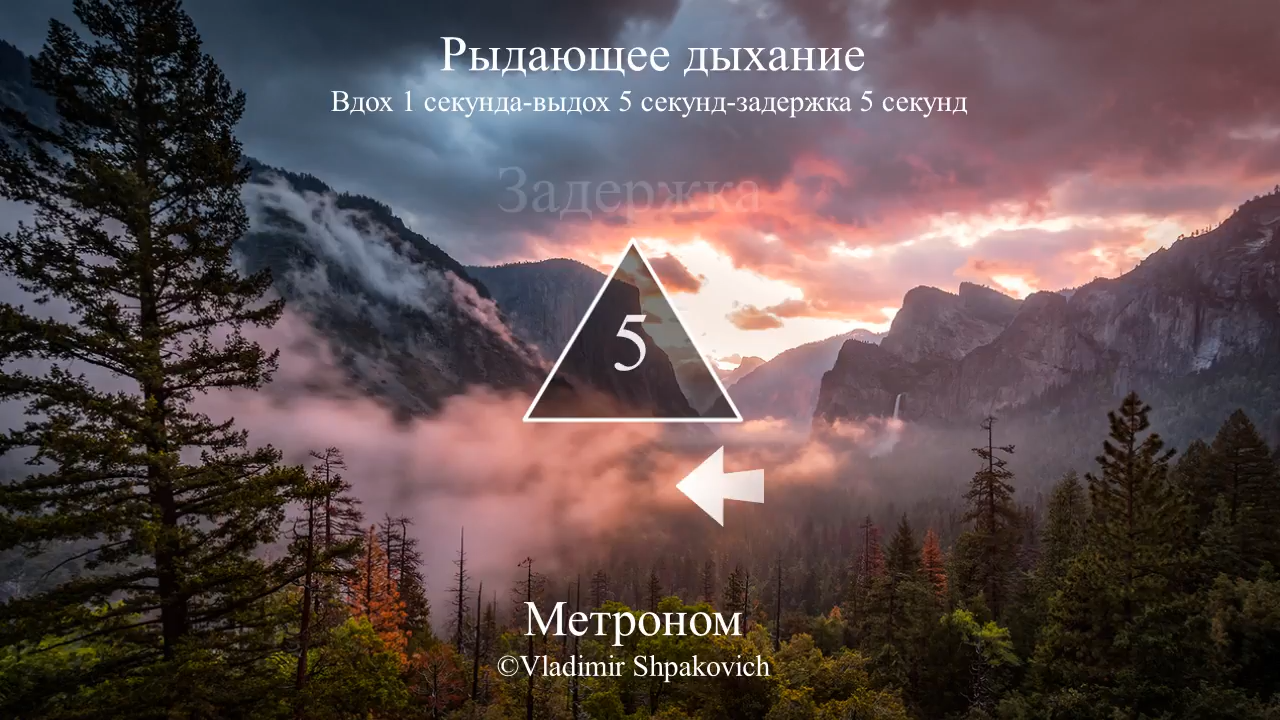 Рыдающее дыхание
Вдох 1 секунда-выдох 5 секунд-задержка 5 секунд
Задержка
5
Метроном
©Vladimir Shpakovich